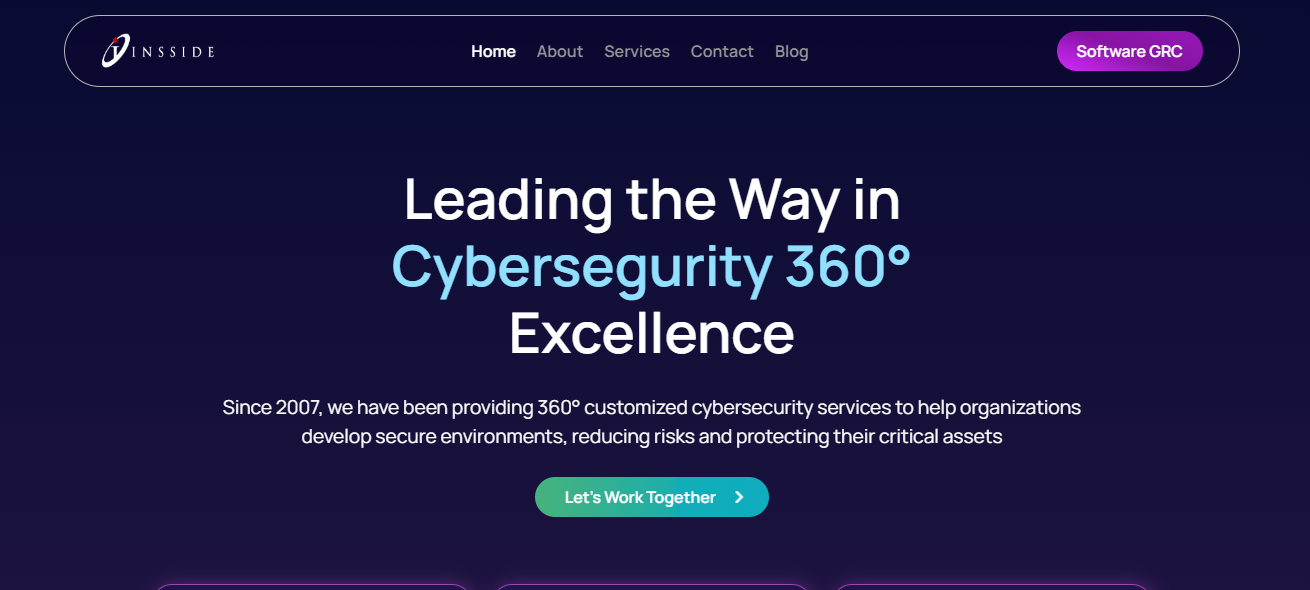 INSSIDE
Home About Services Contact Blog
Software GRC
Leading the Way in
Cybersegurity 360°
Excellence
Since 2007, we have been providing 360° customized cybersecurity services to help organizations
develop secure environments, reducing risks and protecting their critical assets
Let's Work Together